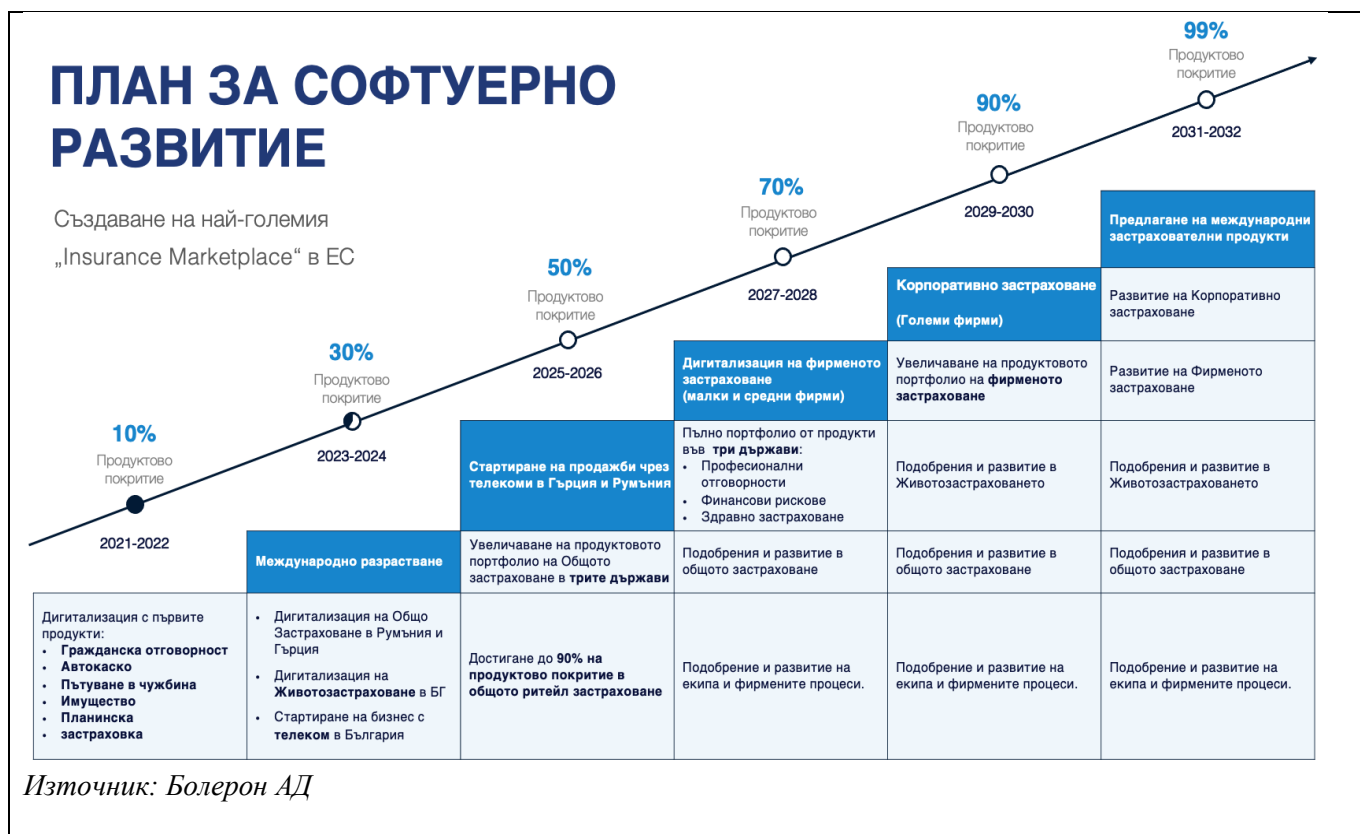 ПЛАН ЗА СОФТУЕРНО
РАЗВИТИЕ
Създаване на най-големия
„Insurance Marketplace“ в ЕС
10%
Продуктово
покритие
2021-2022
30%
Продуктово
покритие
2023-2024
50%
Продуктово
покритие
2025-2026
70%
Продуктово
покритие
2027-2028
90%
Продуктово
покритие
2029-2030
99%
Продуктово
покритие
2031-2032
Дигитализация с първите
продукти:
• Гражданска отговорност
• Автокаско
• Пътуване в чужбина
• Имущество
• Планинска
• застраховка
Международно разрастване
• Дигитализация на Общо
Застраховане в Румъния и
Гърция
• Дигитализация на
Животозастраховане в БГ
• Стартиране на бизнес с
телеком в България
Стартиране на продажби чрез
телекоми в Гърция и Румъния
Увеличаване на продуктовото
портфолио на Общото
застраховане в трите държави
Достигане до 90% на
продуктово покритие в
общото ритейл застраховане
Дигитализация на фирменото
застраховане
(малки и средни фирми)
Пълно портфолио от продукти
във три държави:
• Професионални
отговорности
• Финансови рискове
• Здравно застраховане
Подобрения и развитие в
общото застраховане
Подобрение и развитие на
екипа и фирмените процеси.
Корпоративно застраховане
(Големи фирми)
Увеличаване на продуктовото
портфолио на фирменото
застраховане
Подобрения и развитие в
Животозастраховането
Подобрения и развитие в
общото застраховане
Подобрение и развитие на
екипа и фирмените процеси.
Предлагане на международни
застрахователни продукти
Развитие на Корпоративно
застраховане
Развитие на Фирменото
застраховане
Подобрения и развитие в
Животозастраховането
Подобрения и развитие в
общото застраховане
Подобрение и развитие на
екипа и фирмените процеси.
Източник: Болерон АД